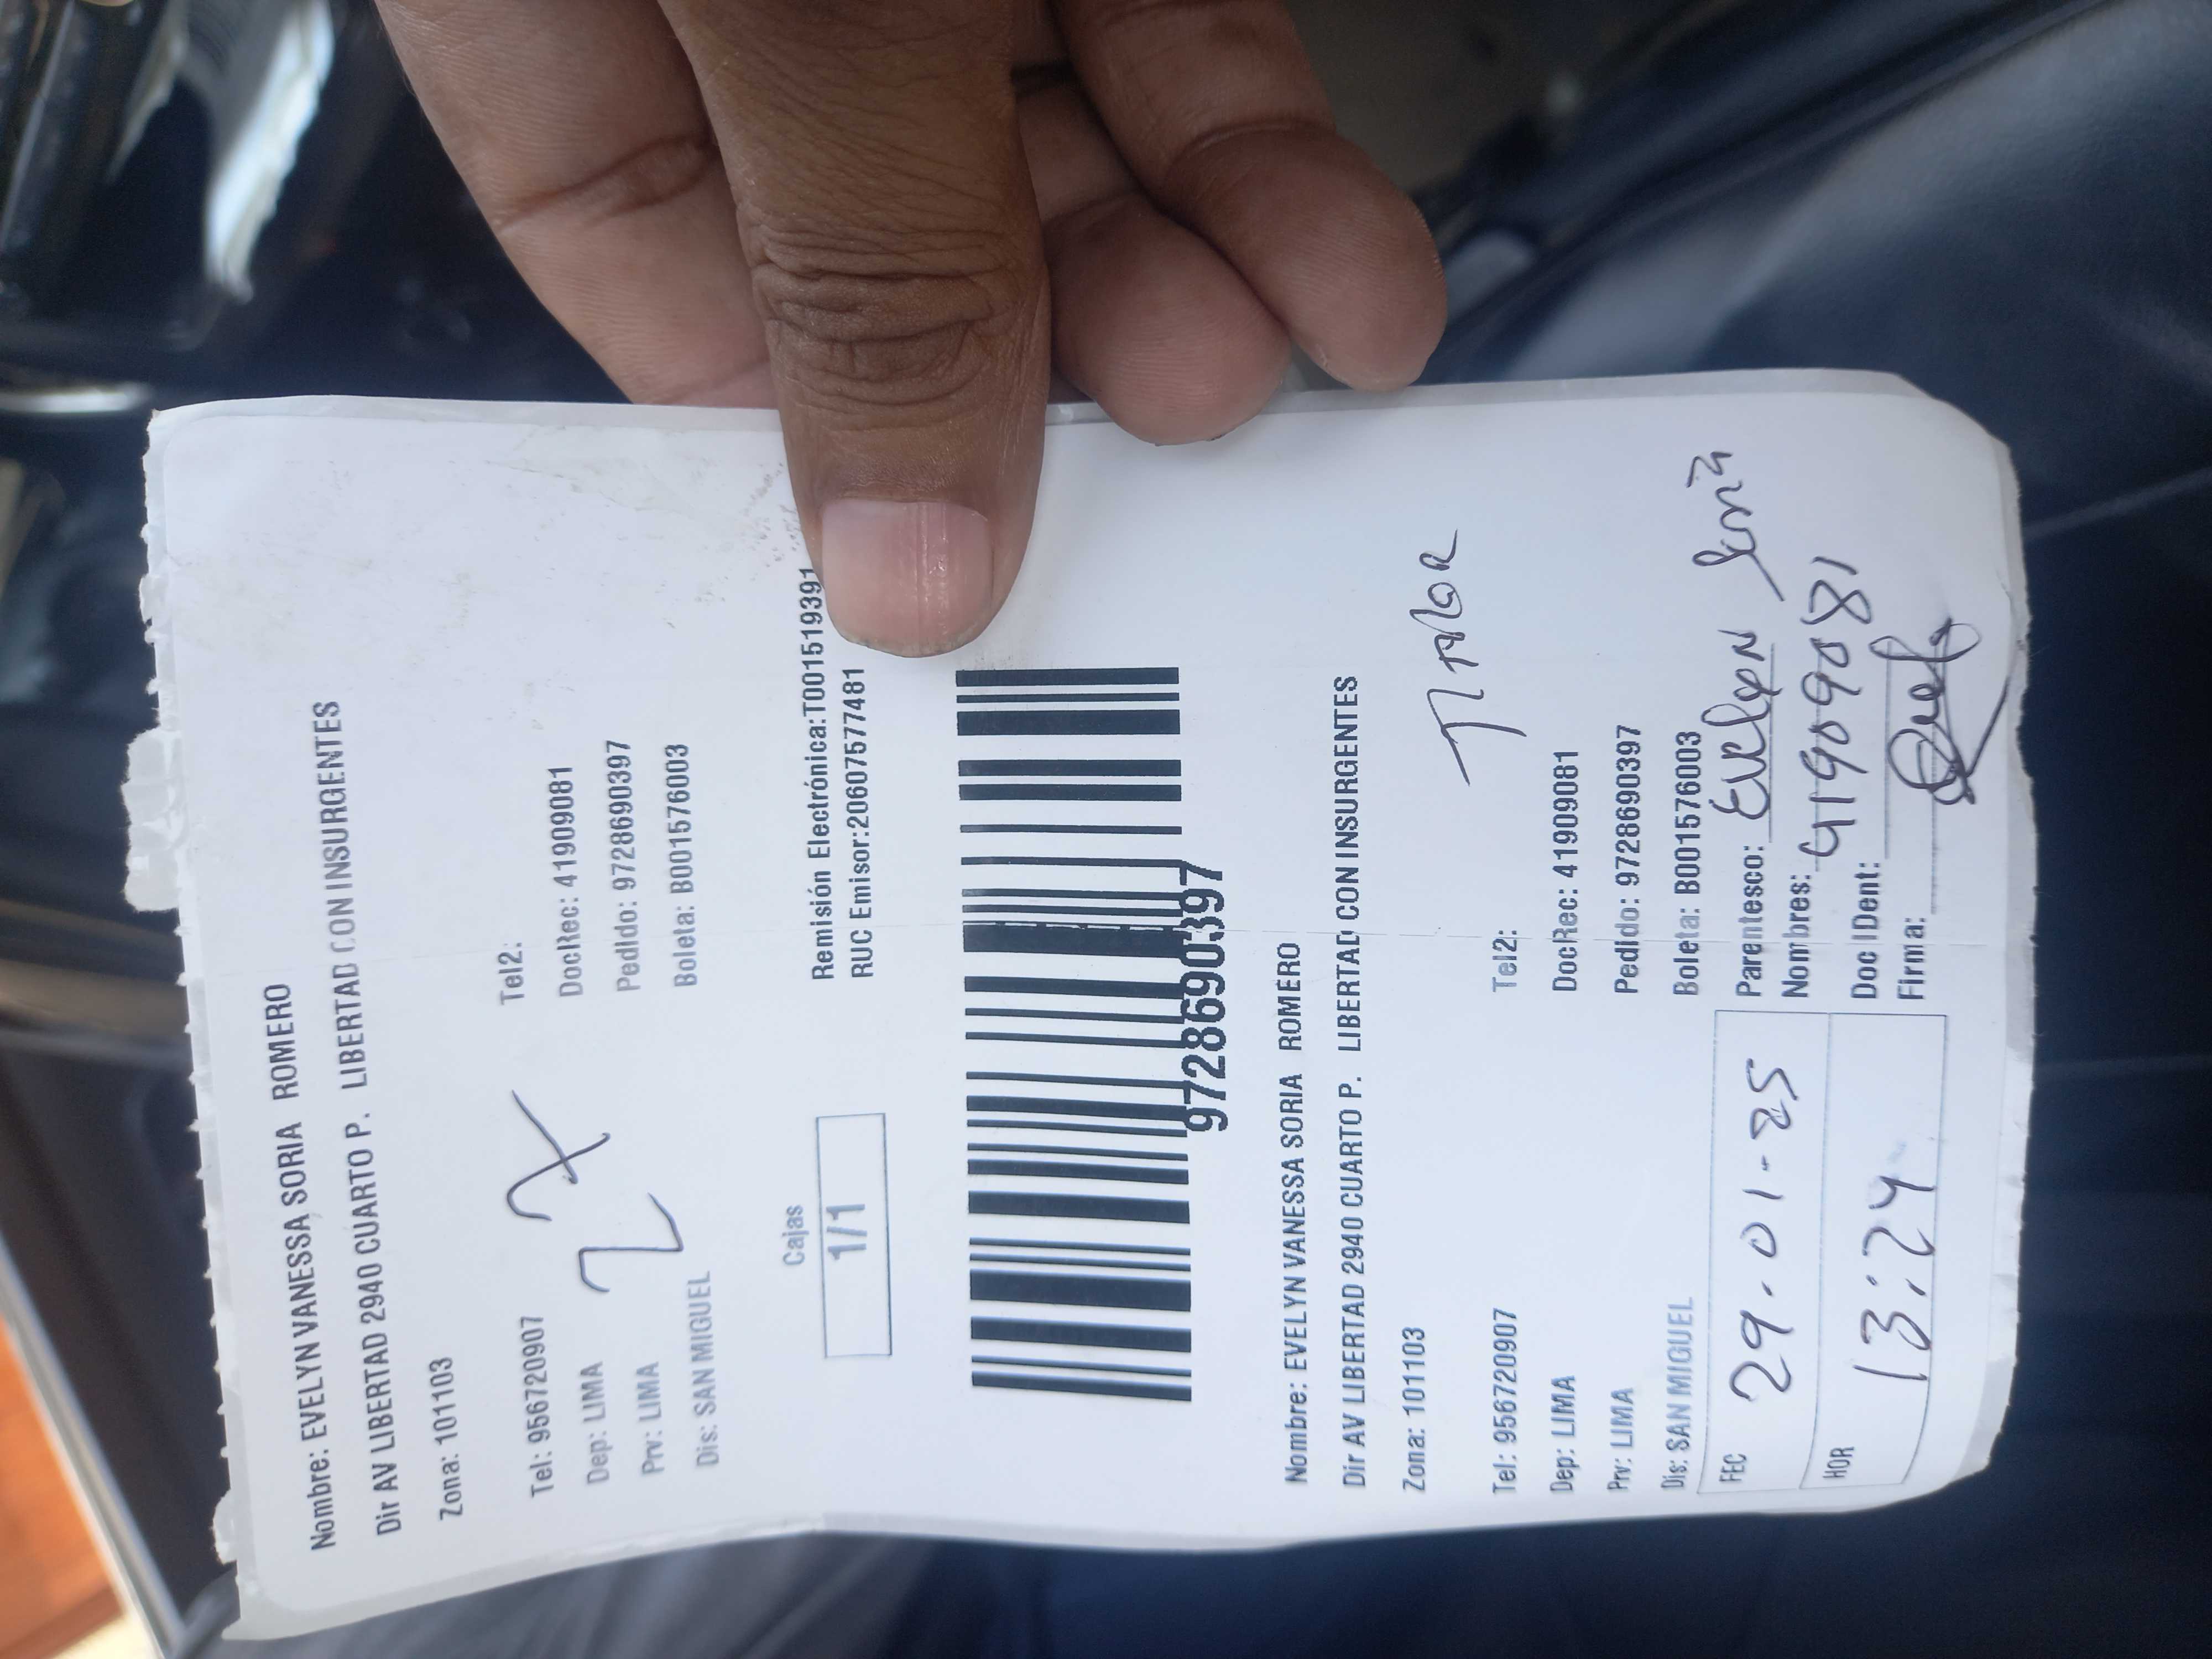 Nombre: EVELYN VANESSA SORIA ROMERO
Dir AV LIBERTAD 2940 CUARTO P. LIBERTAD CON INSURGENTES
Zona: 101103
Tel: 956720907 Tel2:
Dep: LIMA DocRec: 41909081
Prv: LIMA Pedido: 9728690397
Dis: SAN MIGUEL Boleta: B001576003
Cajas
1/1
Remisión Electrónica:T001519391
RUC Emisor:20607577481
9728690397
Nombre: EVELYN VANESSA SORIA ROMERO
Dir AV LIBERTAD 2940 CUARTO P. LIBERTAD CON INSURGENTES
Zona: 101103
Tel: 956720907 Tel2:
Dep: LIMA DocRec: 41909081
Prv: LIMA Pedido: 9728690397
Dis: SAN MIGUEL Boleta: B001576003
FEC 29.01-25
HOR 13:24
Parentesco: Evelyn Soria
Nombres: 41909081
Doc IDent:
Firma: